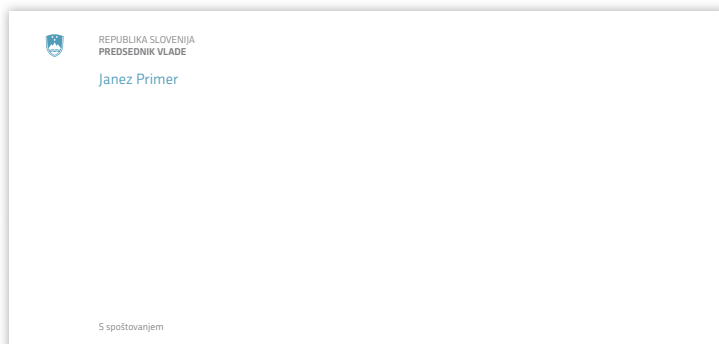 REPUBLIKA SLOVENIJA
PREDSEDNIK VLADE
Janez Primer
S spoštovanjem